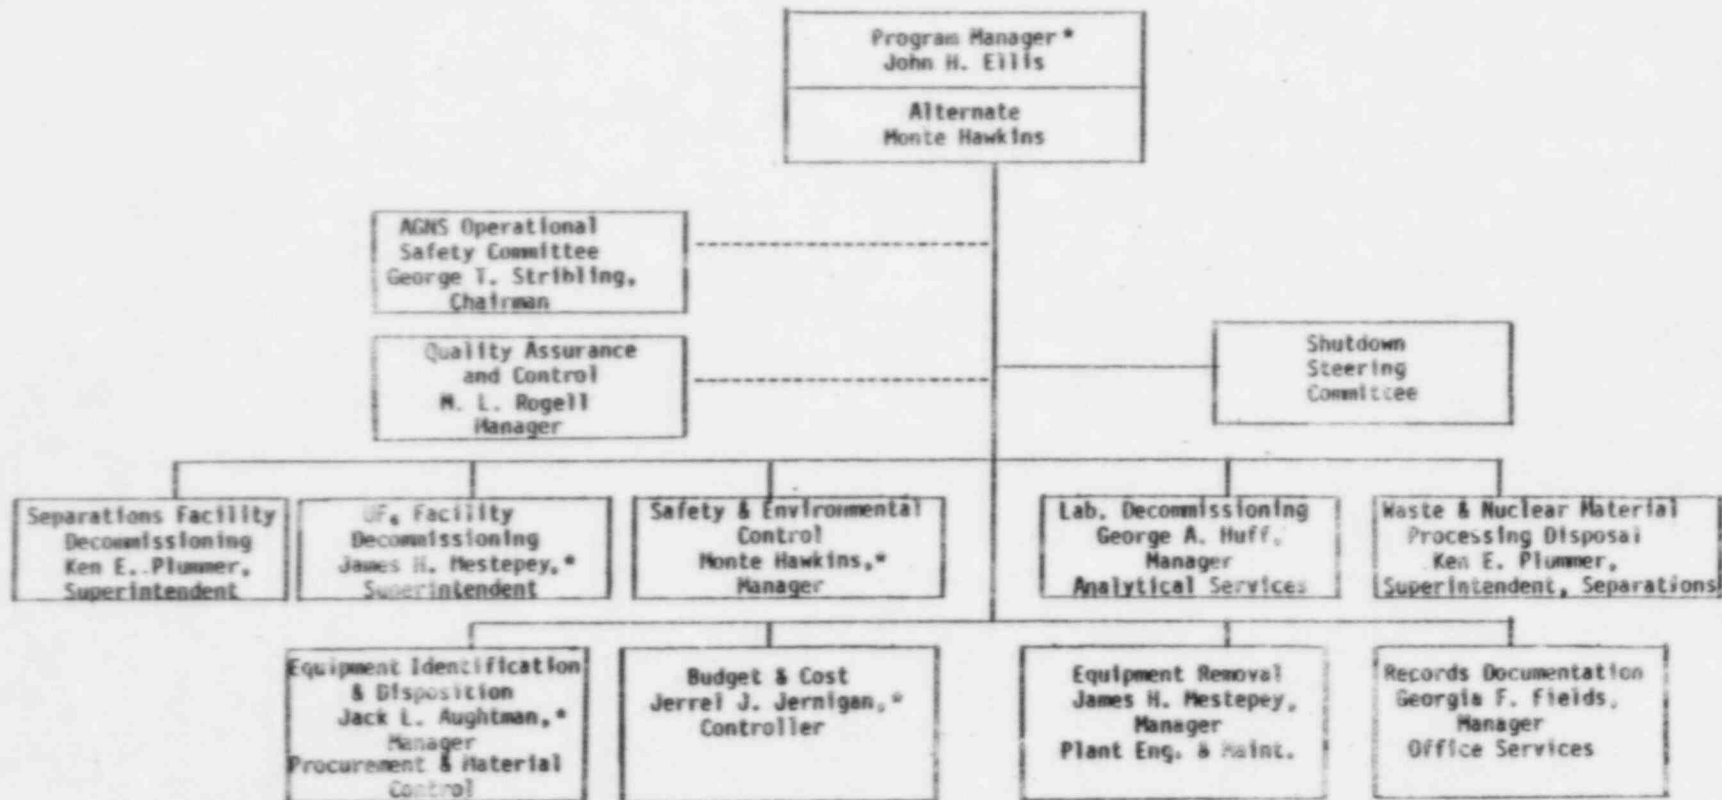 Program Manager*
John H. Ellis
Alternate
Monte Hawkins
AGNS Operational
Safety Committee
George T. Stribling,
Chairman
Quality Assurance
and Control
M. L. Rogell
Manager
Shutdown
Steering
Committee
Separations Facility
Decommissioning
Ken E. Plummer,
Superintendent
UF₆ Facility
Decommissioning
James H. Mestepey,*
Superintendent
Safety & Environmental
Control
Monte Hawkins,*
Manager
Lab. Decommissioning
George A. Huff,
Manager
Analytical Services
Waste & Nuclear Material
Processing Disposal
Ken E. Plummer,
Superintendent, Separations
Equipment Identification
& Disposition
Jack L. Aughtman,*
Manager
Procurement & Material
Control
Budget & Cost
Jerrel J. Jernigan,*
Controller
Equipment Removal
James H. Mestepey,
Manager
Plant Eng. & Maint.
Records Documentation
Georgia F. Fields,
Manager
Office Services